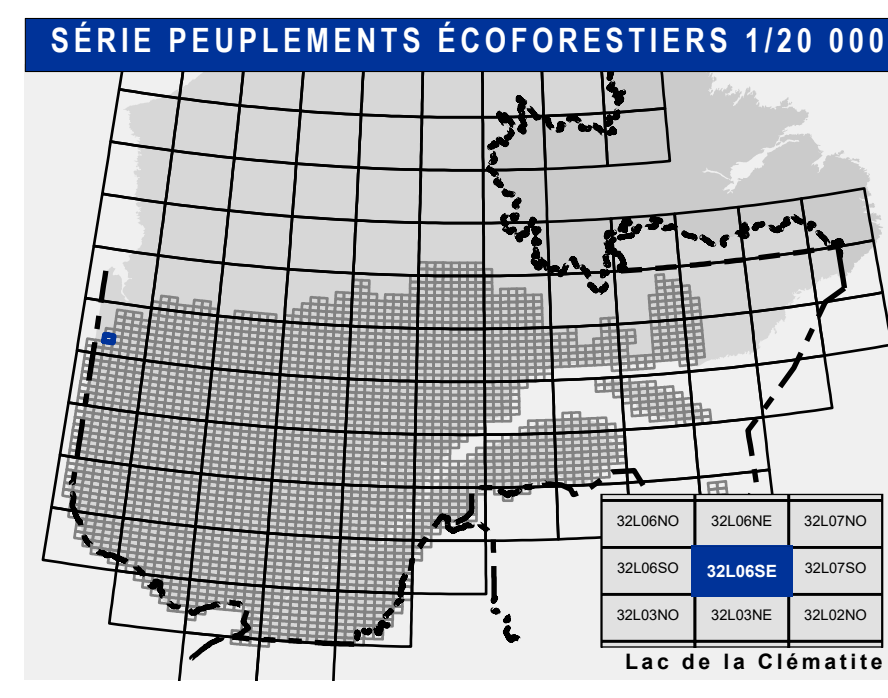 SÉRIE PEUPLEMENTS ÉCOFORESTIERS 1/20 000
32L06NO 32L06NE 32L07NO
32L06SO 32L06SE 32L07SO
32L03NO 32L03NE 32L02NO
Lac de la Clématite